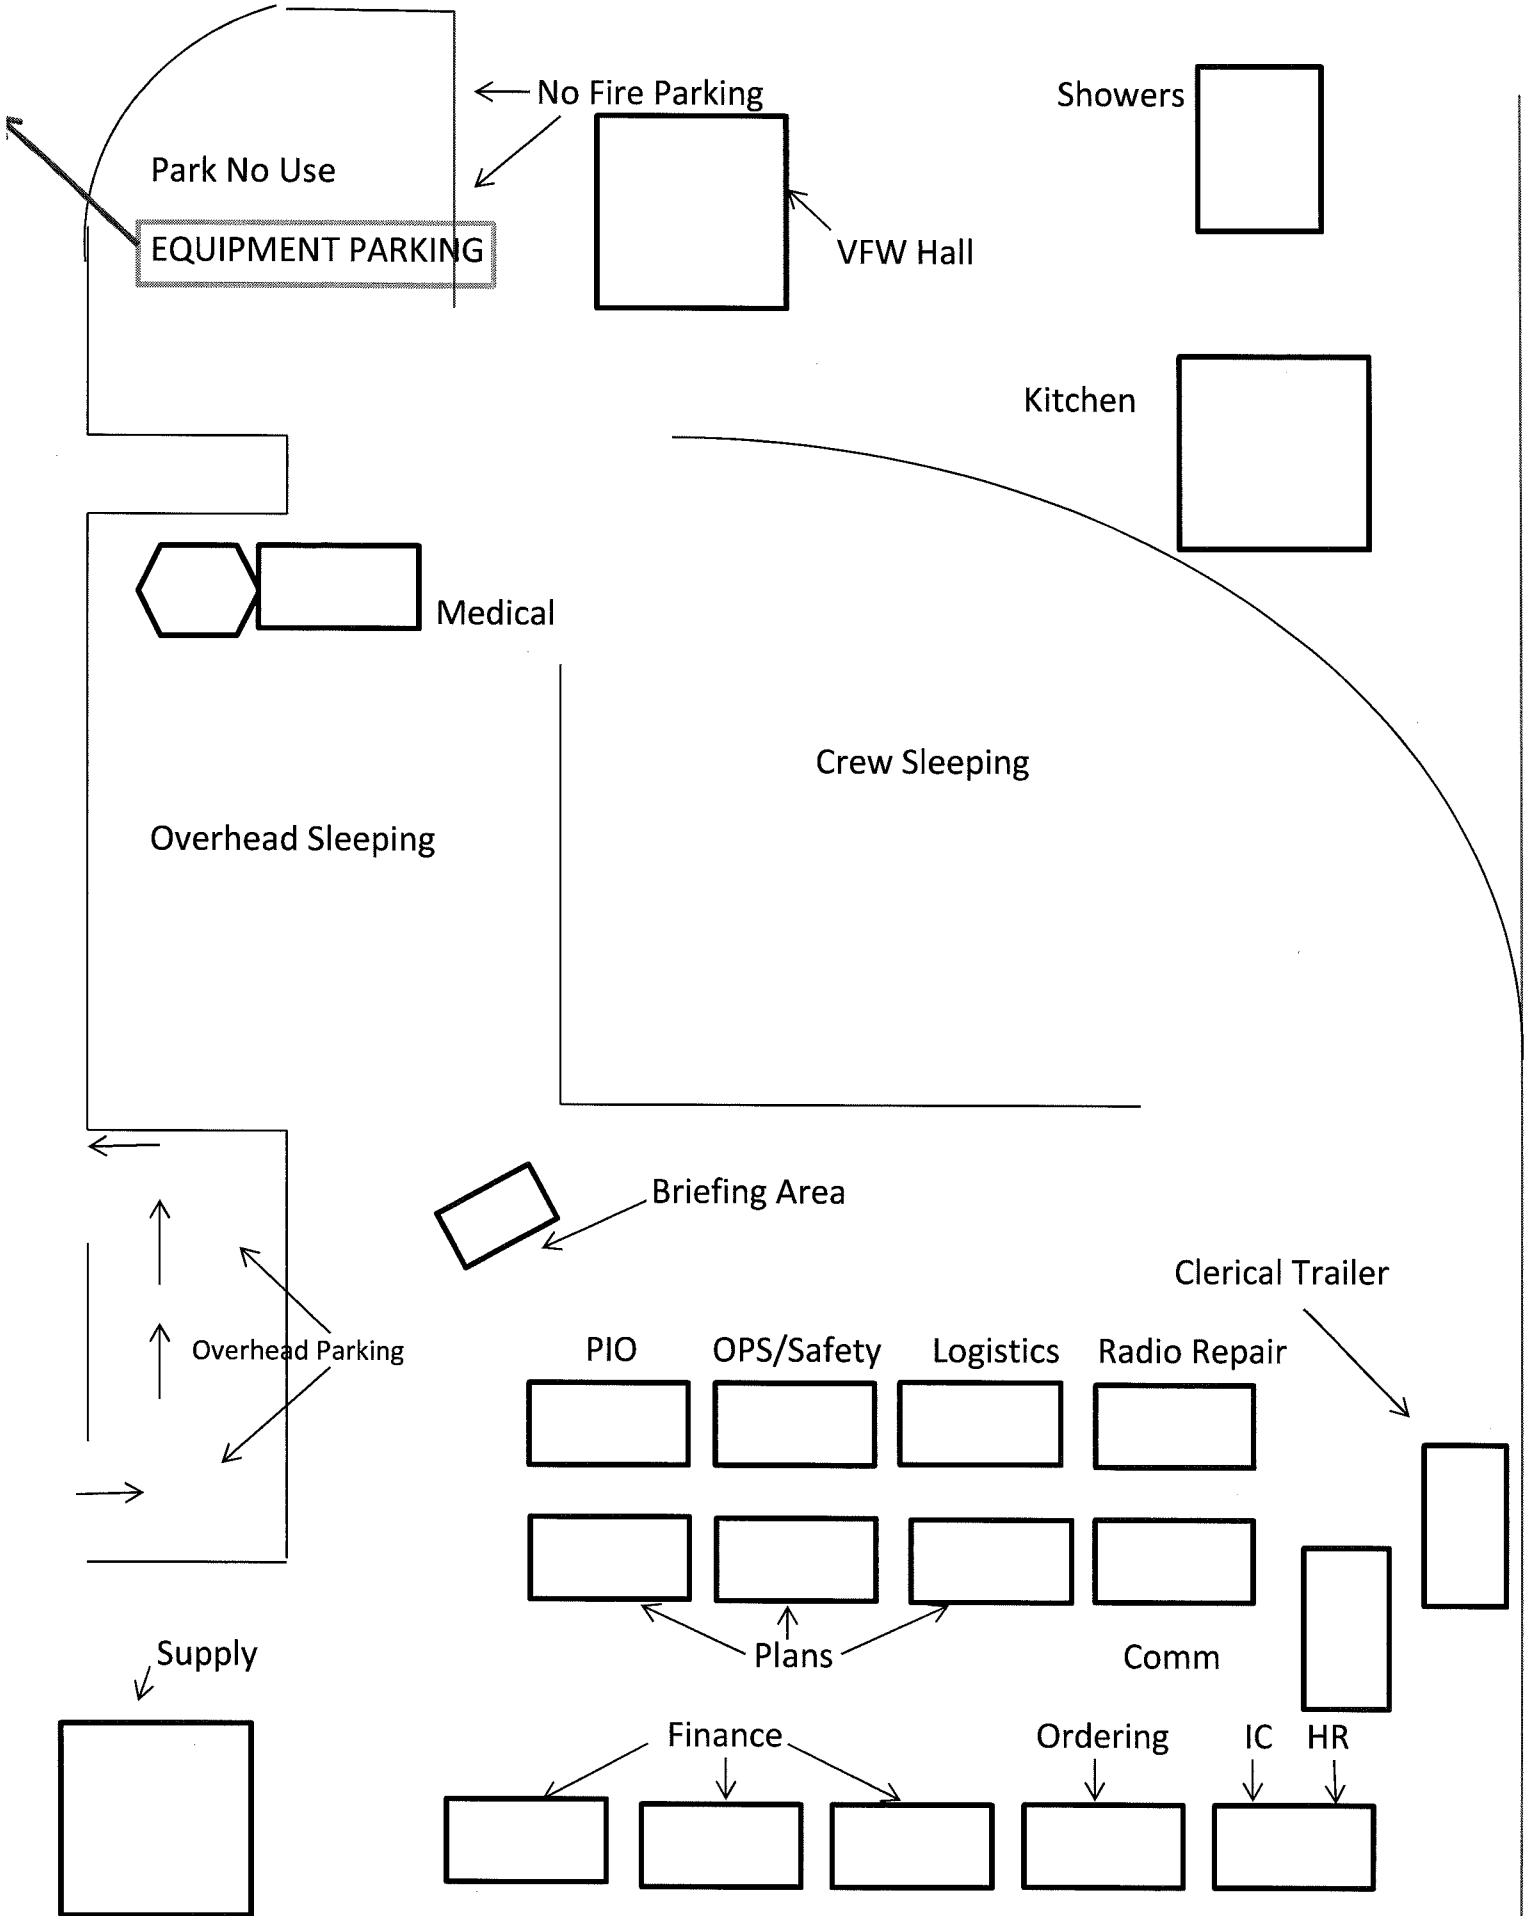 No Fire Parking
Showers
Park No Use
EQUIPMENT PARKING
VFW Hall
Kitchen
Medical
Crew Sleeping
Overhead Sleeping
Briefing Area
Clerical Trailer
Overhead Parking
PIO
OPS/Safety
Logistics
Radio Repair
Supply
Plans
Comm
Finance
Ordering
IC
HR